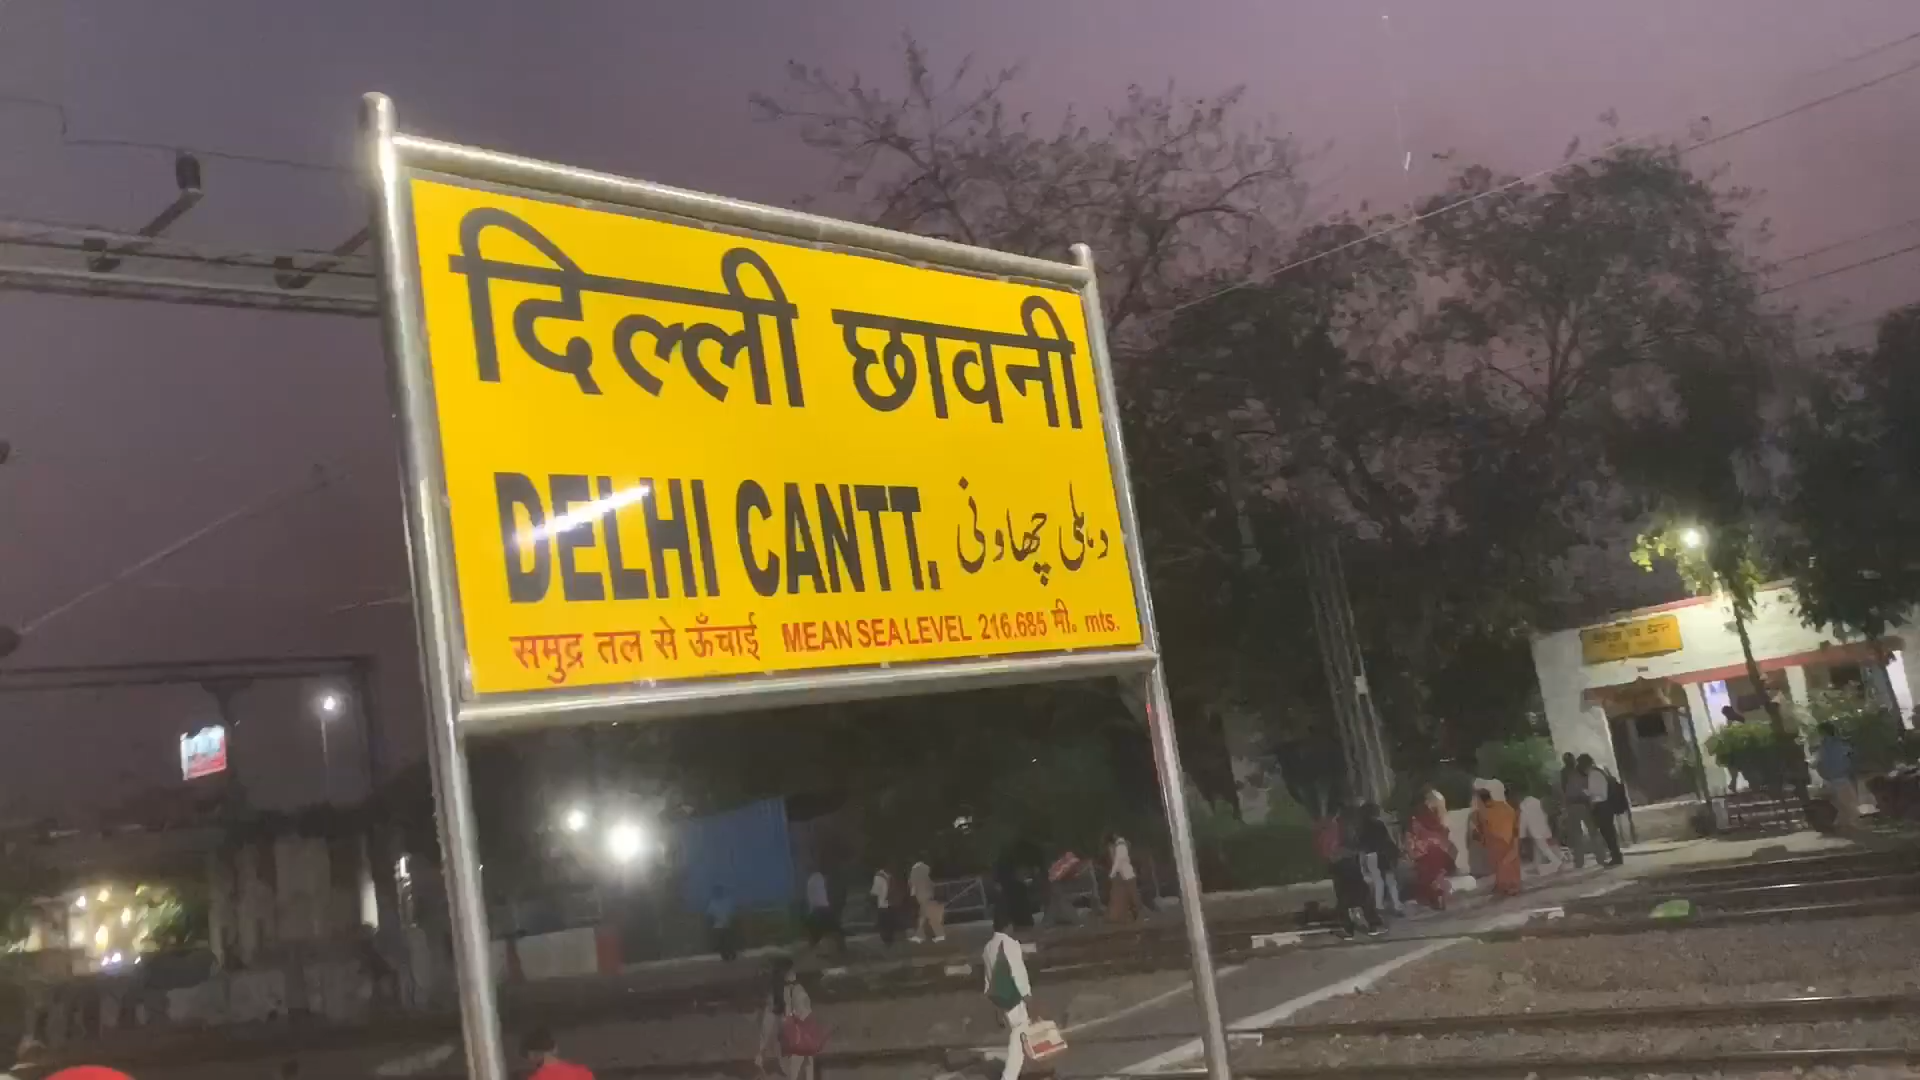 दिल्ली छावनी
DELHI CANTT. دہلی چھاونی
समुद्र तल से ऊँचाई MEAN SEA LEVEL 216.685 मी. mts.